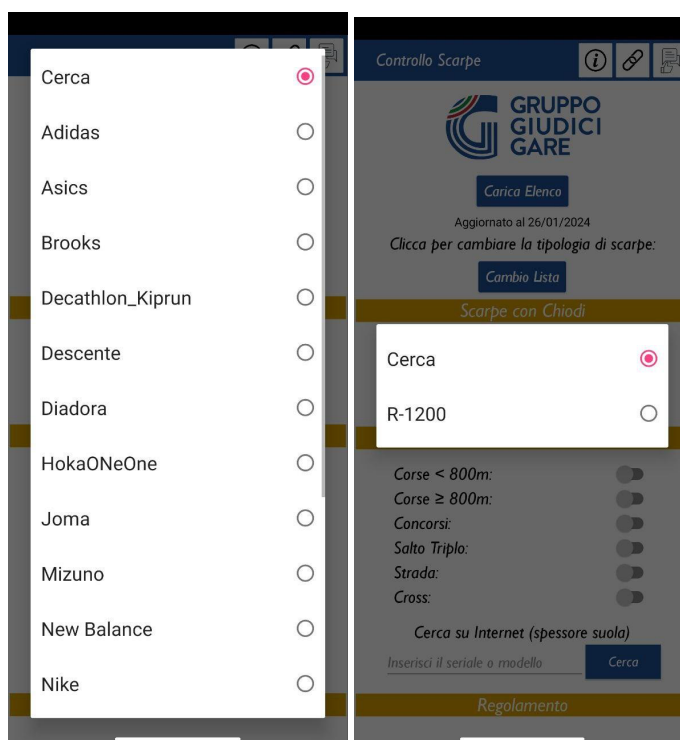 Cerca
Adidas
Asics
Brooks
Decathlon_Kiprun
Descente
Diadora
HokaONeOne
Joma
Mizuno
New Balance
Nike
Controllo Scarpe
GRUPPO
GIUDICI
GARE
Carica Elenco
Aggiornato al 26/01/2024
Clicca per cambiare la tipologia di scarpe:
Cambio Lista
Scarpe con Chiodi
Cerca
R-1200
Corse < 800m:
Corse ≥ 800m:
Concorsi:
Salto Triplo:
Strada:
Cross:
Cerca su Internet (spessore suola)
Inserisci il seriale o modello
Cerca
Regolamento